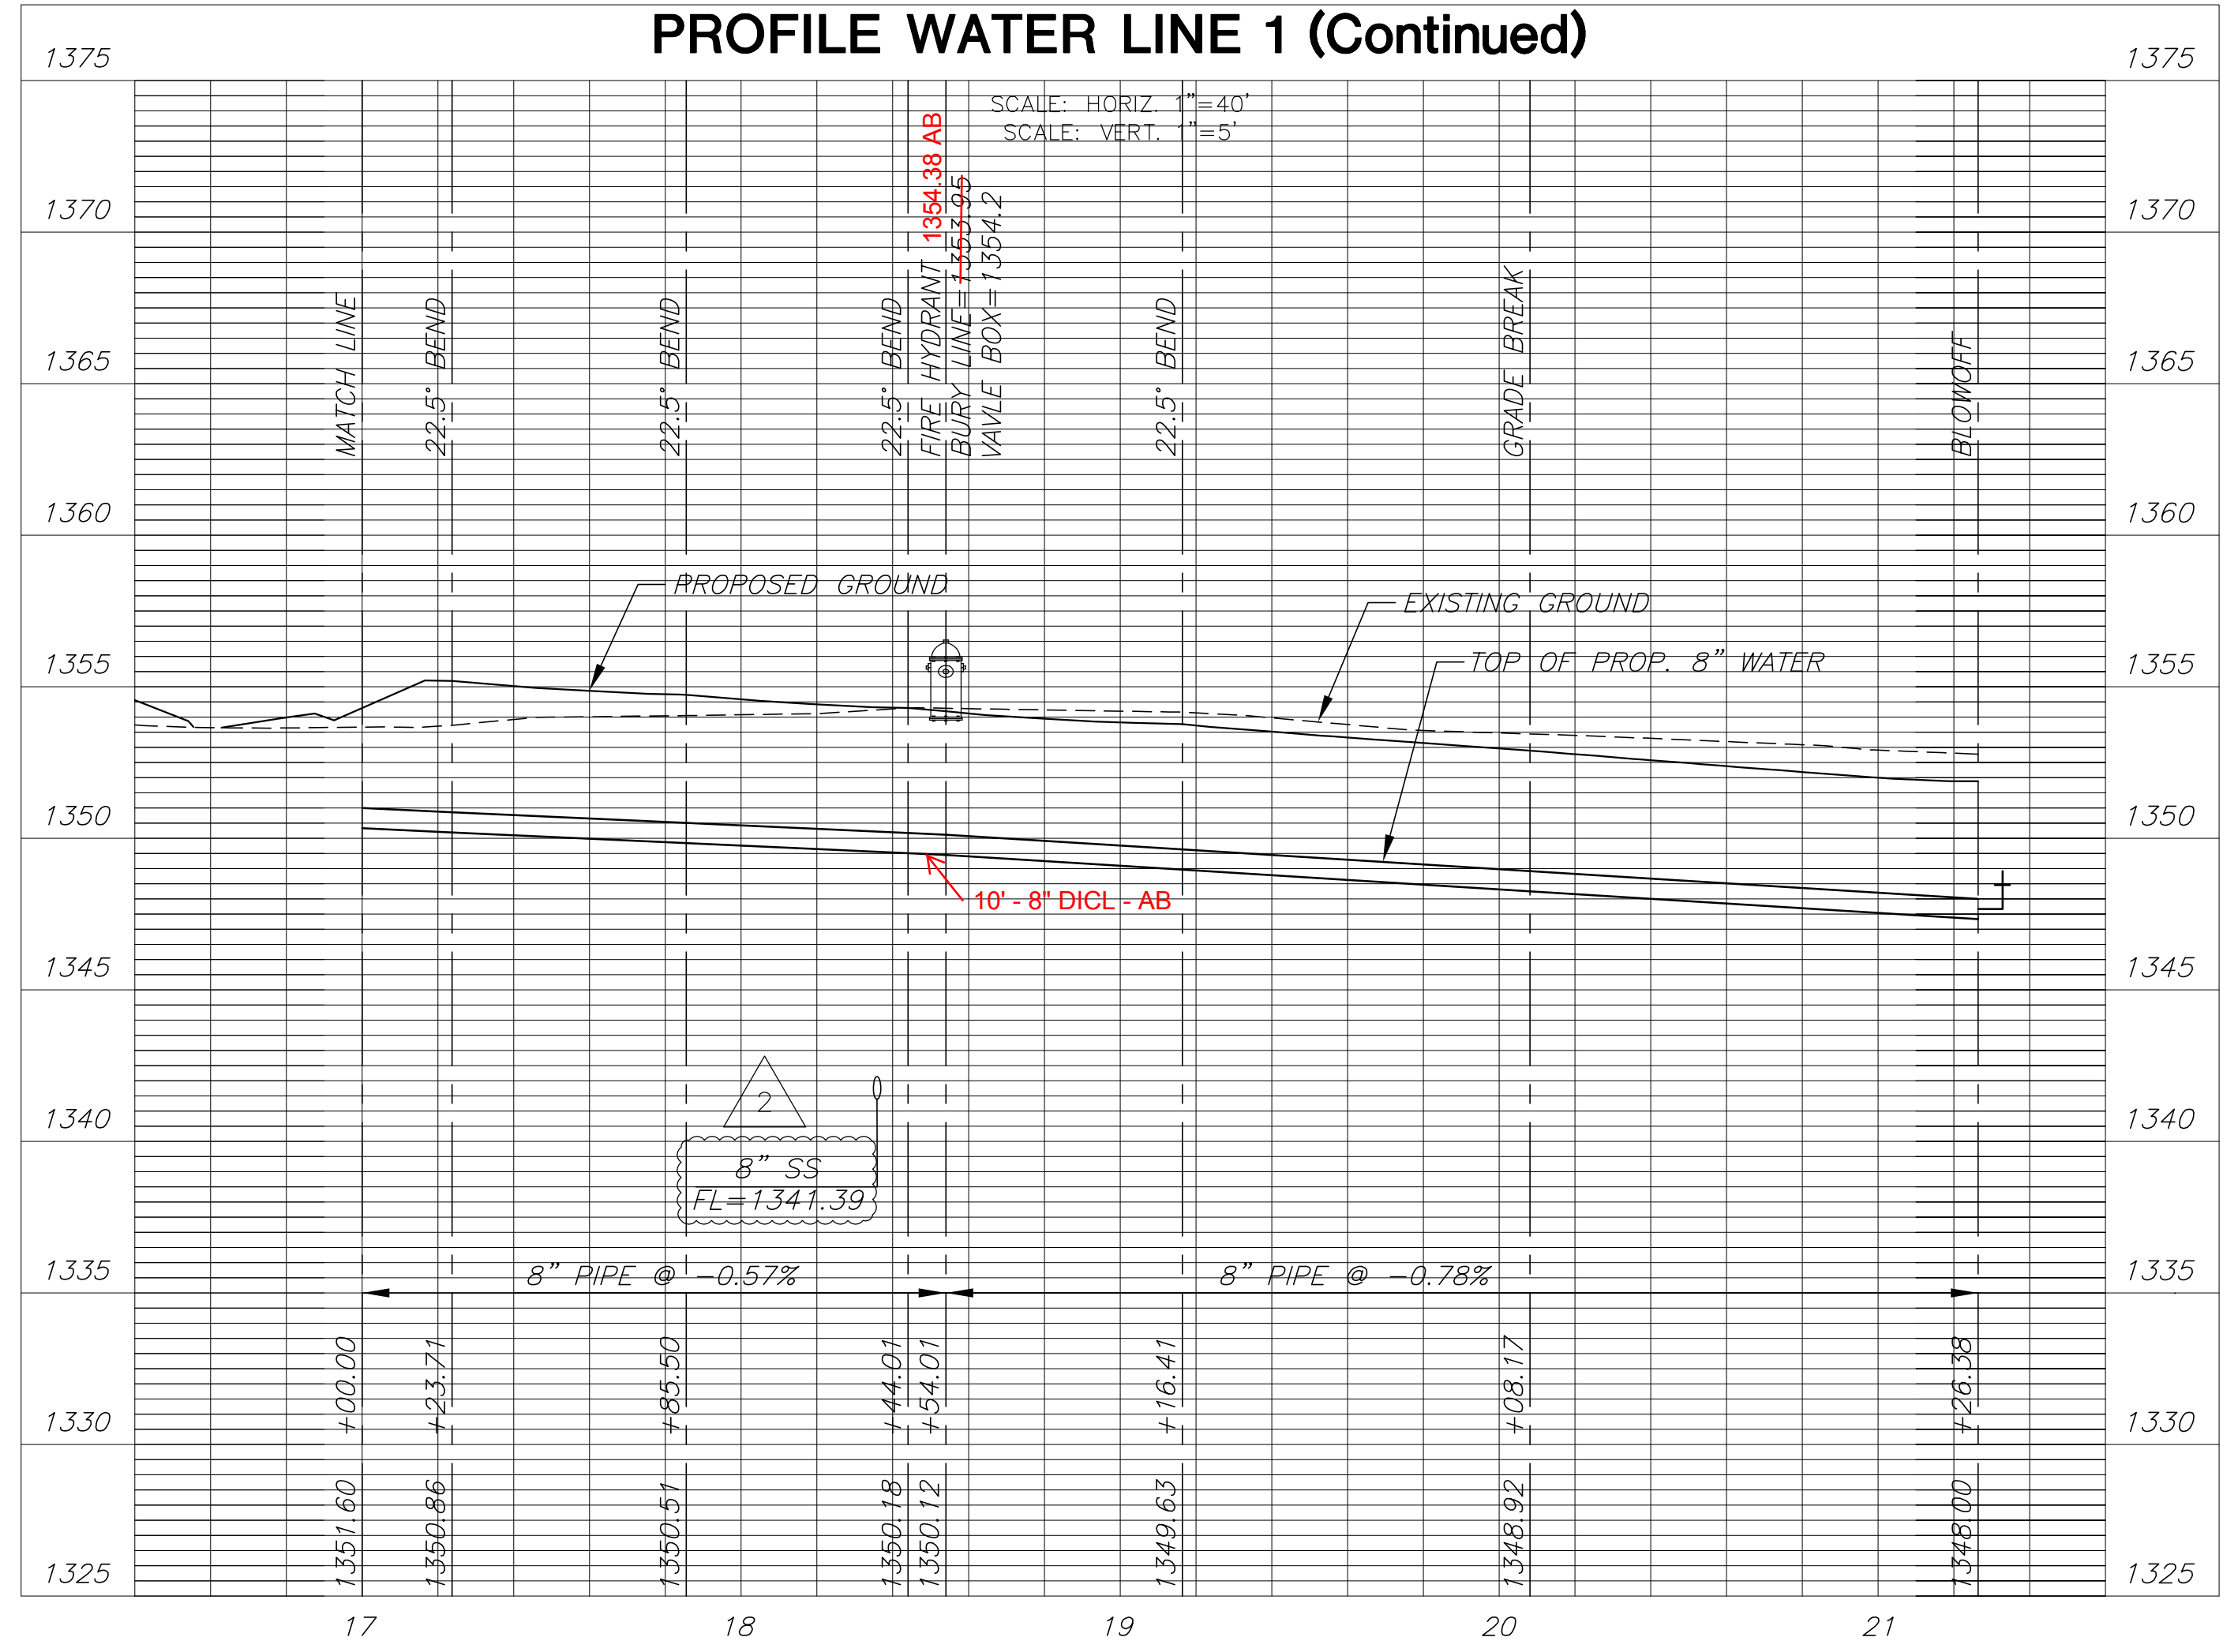 PROFILE WATER LINE 1 (Continued)
SCALE: HORIZ. 1"=40'
SCALE: VERT. 1"=5'
1375
1375
1370
1370
1365
1365
1360
1360
1355
1355
1350
1350
1345
1345
1340
1340
1335
1335
1330
1330
1325
1325
MATCH LINE
22.5° BEND
22.5° BEND
22.5° BEND
FIRE HYDRANT 1354.38 AB
BURY LINE=1353.95
VAVLE BOX=1354.2
22.5° BEND
GRADE BREAK
BLOWOFF
PROPOSED GROUND
EXISTING GROUND
TOP OF PROP. 8" WATER
10' - 8" DICL - AB
2
8" SS
FL=1341.39
8" PIPE @ -0.57%
8" PIPE @ -0.78%
+00.00
+23.71
+85.50
+44.01
+54.01
+16.41
+08.17
+26.38
1351.60
1350.86
1350.51
1350.18
1350.12
1349.63
1348.92
1348.00
17
18
19
20
21